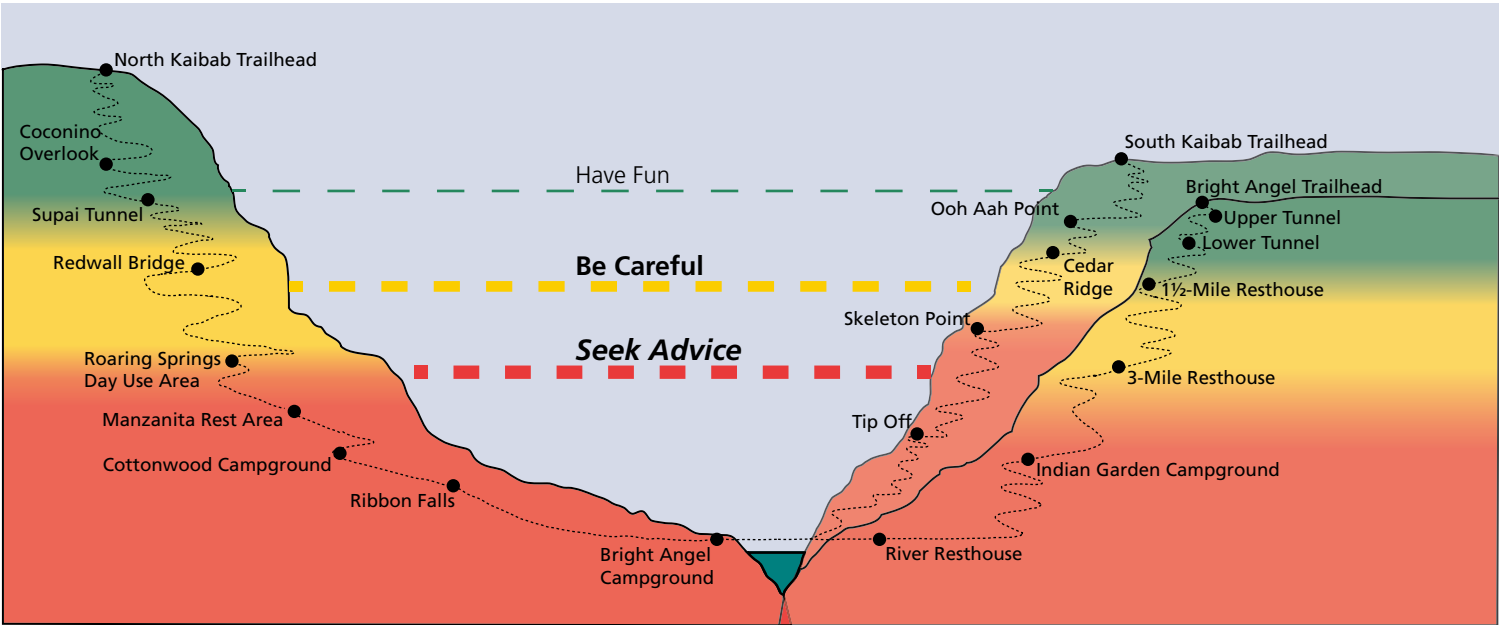 North Kaibab Trailhead
Coconino
Overlook
Supai Tunnel
Redwall Bridge
Roaring Springs
Day Use Area
Manzanita Rest Area
Cottonwood Campground
Ribbon Falls
Bright Angel
Campground
Have Fun
Be Careful
Seek Advice
South Kaibab Trailhead
Ooh Aah Point
Cedar
Ridge
Skeleton Point
Tip Off
Bright Angel Trailhead
Upper Tunnel
Lower Tunnel
1½-Mile Resthouse
3-Mile Resthouse
Indian Garden Campground
River Resthouse